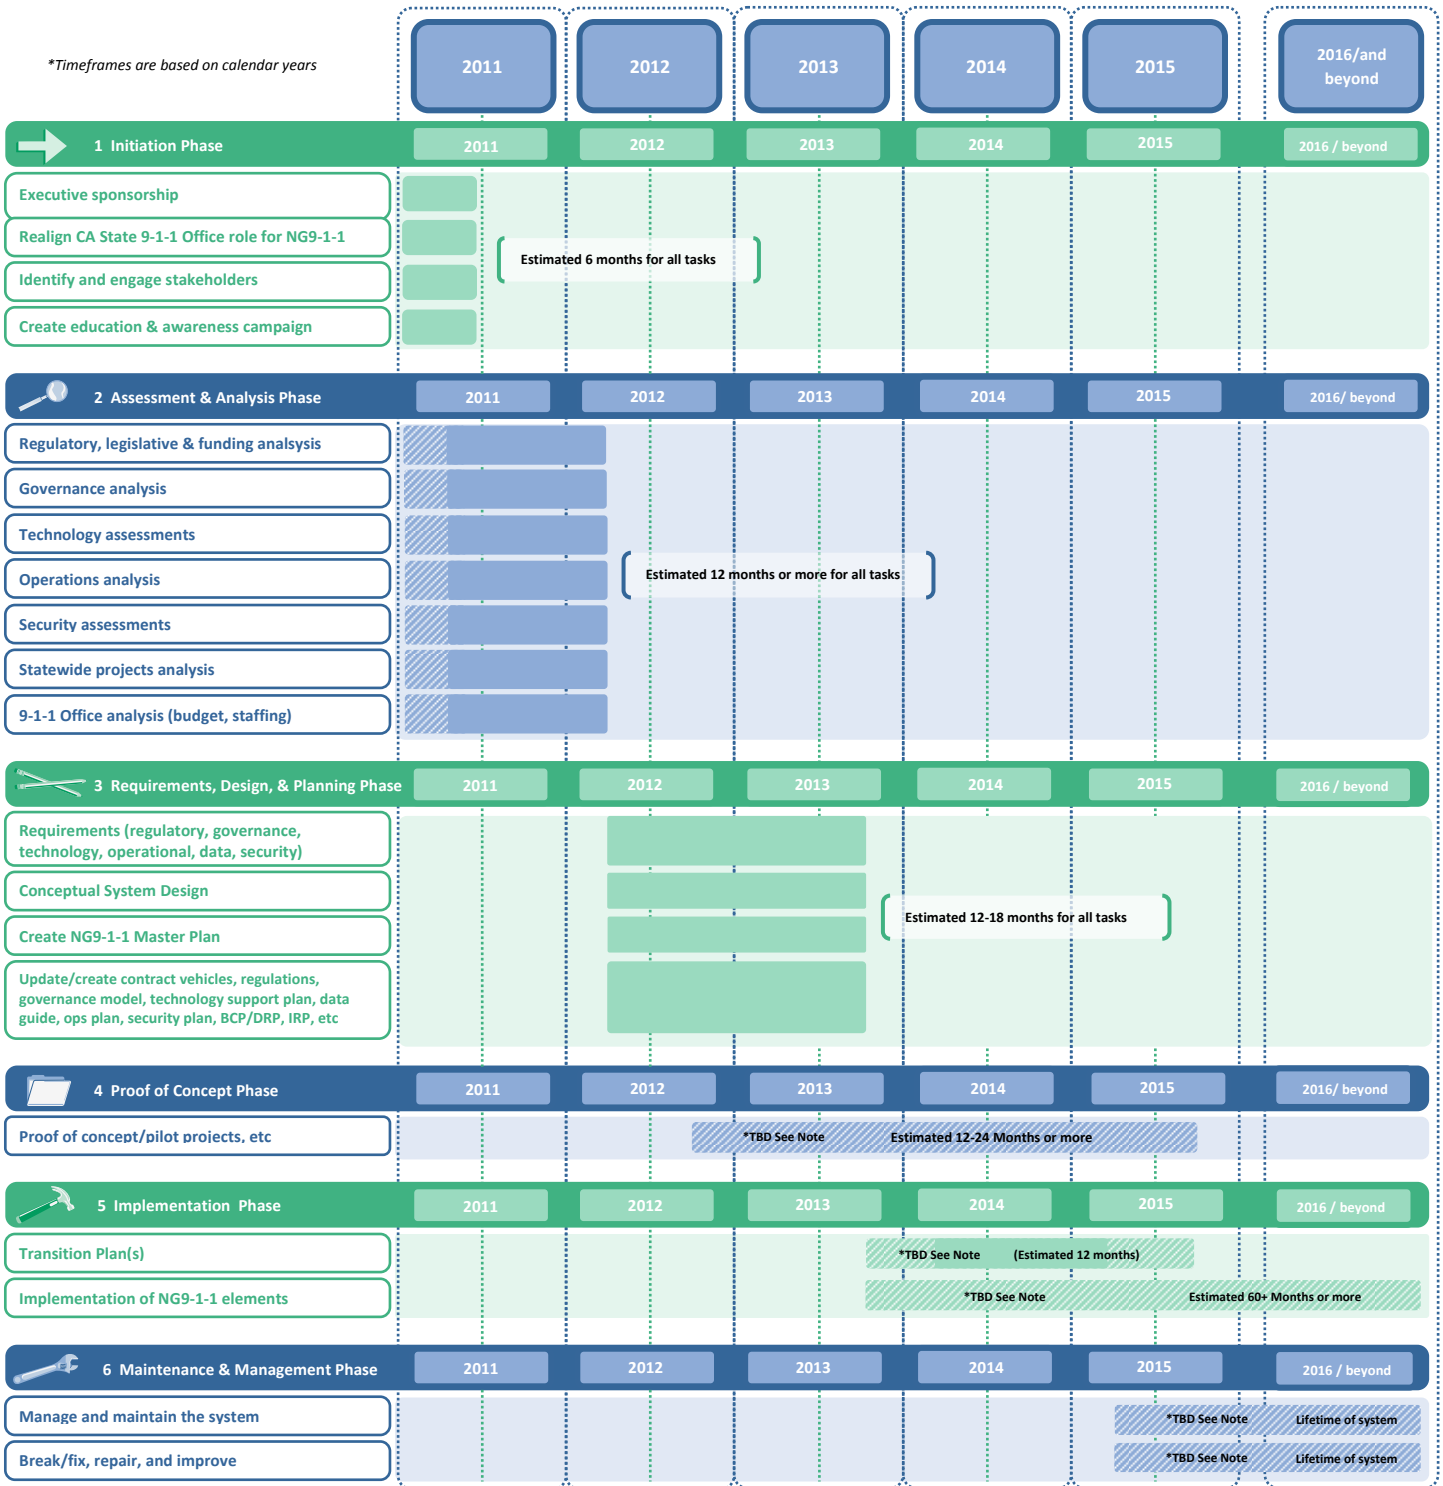 *Timeframes are based on calendar years
2011
2012
2013
2014
2015
2016/and
beyond
1 Initiation Phase
2011
2012
2013
2014
2015
2016 / beyond
Executive sponsorship
Realign CA State 9-1-1 Office role for NG9-1-1
Identify and engage stakeholders
Create education & awareness campaign
Estimated 6 months for all tasks
2 Assessment & Analysis Phase
2011
2012
2013
2014
2015
2016/ beyond
Regulatory, legislative & funding analsysis
Governance analysis
Technology assessments
Operations analysis
Security assessments
Statewide projects analysis
9-1-1 Office analysis (budget, staffing)
Estimated 12 months or more for all tasks
3 Requirements, Design, & Planning Phase
2011
2012
2013
2014
2015
2016 / beyond
Requirements (regulatory, governance,
technology, operational, data, security)
Conceptual System Design
Create NG9-1-1 Master Plan
Update/create contract vehicles, regulations,
governance model, technology support plan, data
guide, ops plan, security plan, BCP/DRP, IRP, etc
Estimated 12-18 months for all tasks
4 Proof of Concept Phase
2011
2012
2013
2014
2015
2016/ beyond
Proof of concept/pilot projects, etc
*TBD See Note
Estimated 12-24 Months or more
5 Implementation Phase
2011
2012
2013
2014
2015
2016 / beyond
Transition Plan(s)
*TBD See Note
(Estimated 12 months)
Implementation of NG9-1-1 elements
*TBD See Note
Estimated 60+ Months or more
6 Maintenance & Management Phase
2011
2012
2013
2014
2015
2016 / beyond
Manage and maintain the system
*TBD See Note
Lifetime of system
Break/fix, repair, and improve
*TBD See Note
Lifetime of system